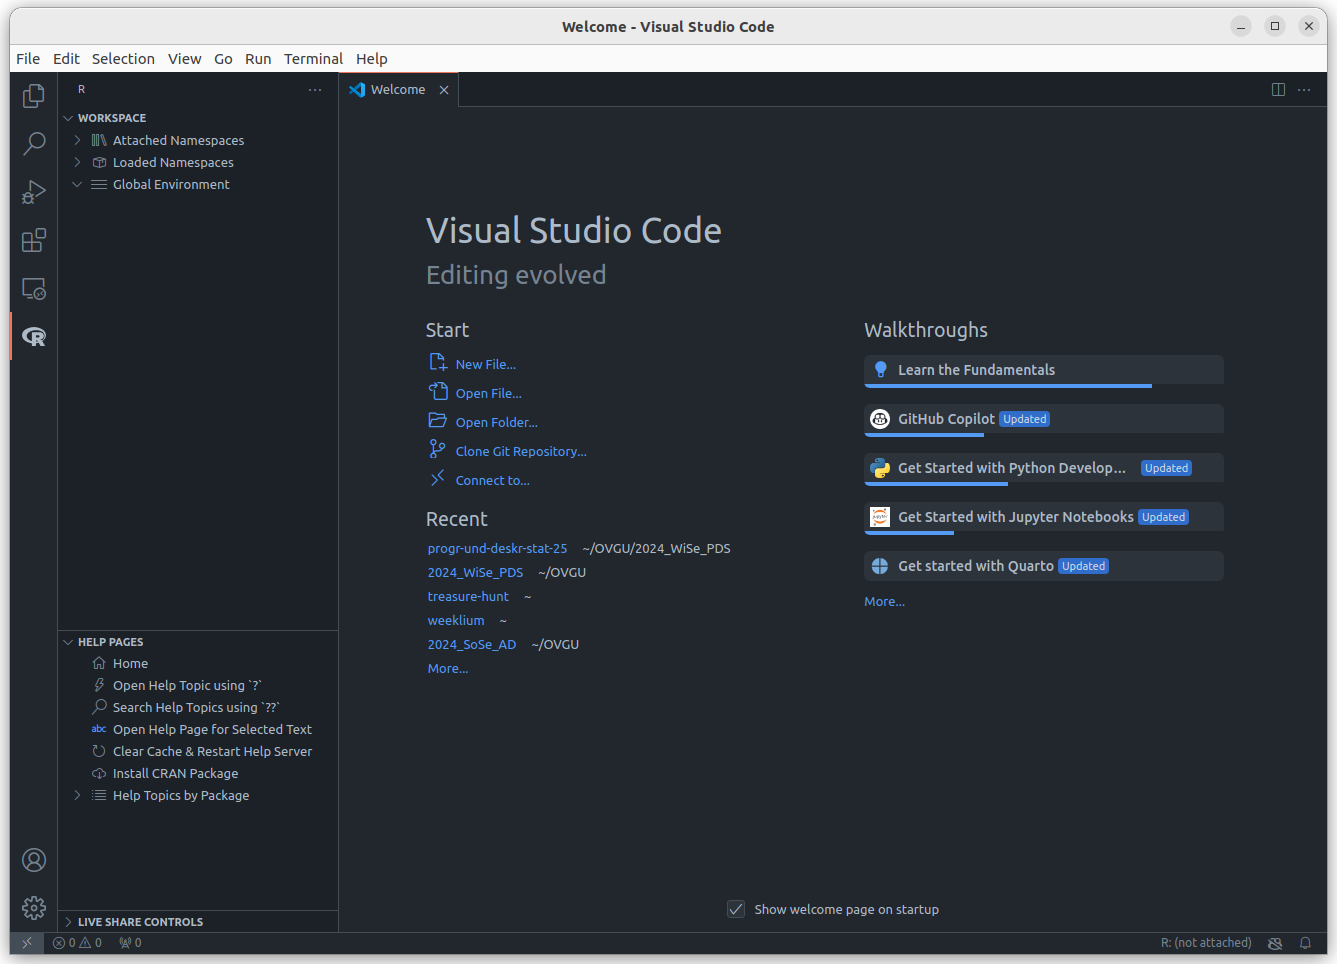 Welcome - Visual Studio Code
File Edit Selection View Go Run Terminal Help
R
WORKSPACE
Attached Namespaces
Loaded Namespaces
Global Environment
HELP PAGES
Home
Open Help Topic using `?`
Search Help Topics using `??`
abc Open Help Page for Selected Text
Clear Cache & Restart Help Server
Install CRAN Package
Help Topics by Package
LIVE SHARE CONTROLS
Welcome
Visual Studio Code
Editing evolved
Start
New File...
Open File...
Open Folder...
Clone Git Repository...
Connect to...
Recent
progr-und-deskr-stat-25 ~/OVGU/2024_WiSe_PDS
2024_WiSe_PDS ~/OVGU
treasure-hunt ~
weeklium ~
2024_SoSe_AD ~/OVGU
More...
Walkthroughs
Learn the Fundamentals
GitHub Copilot Updated
Get Started with Python Develop... Updated
Get Started with Jupyter Notebooks Updated
Get started with Quarto Updated
More...
Show welcome page on startup
0 0 0
R: (not attached)